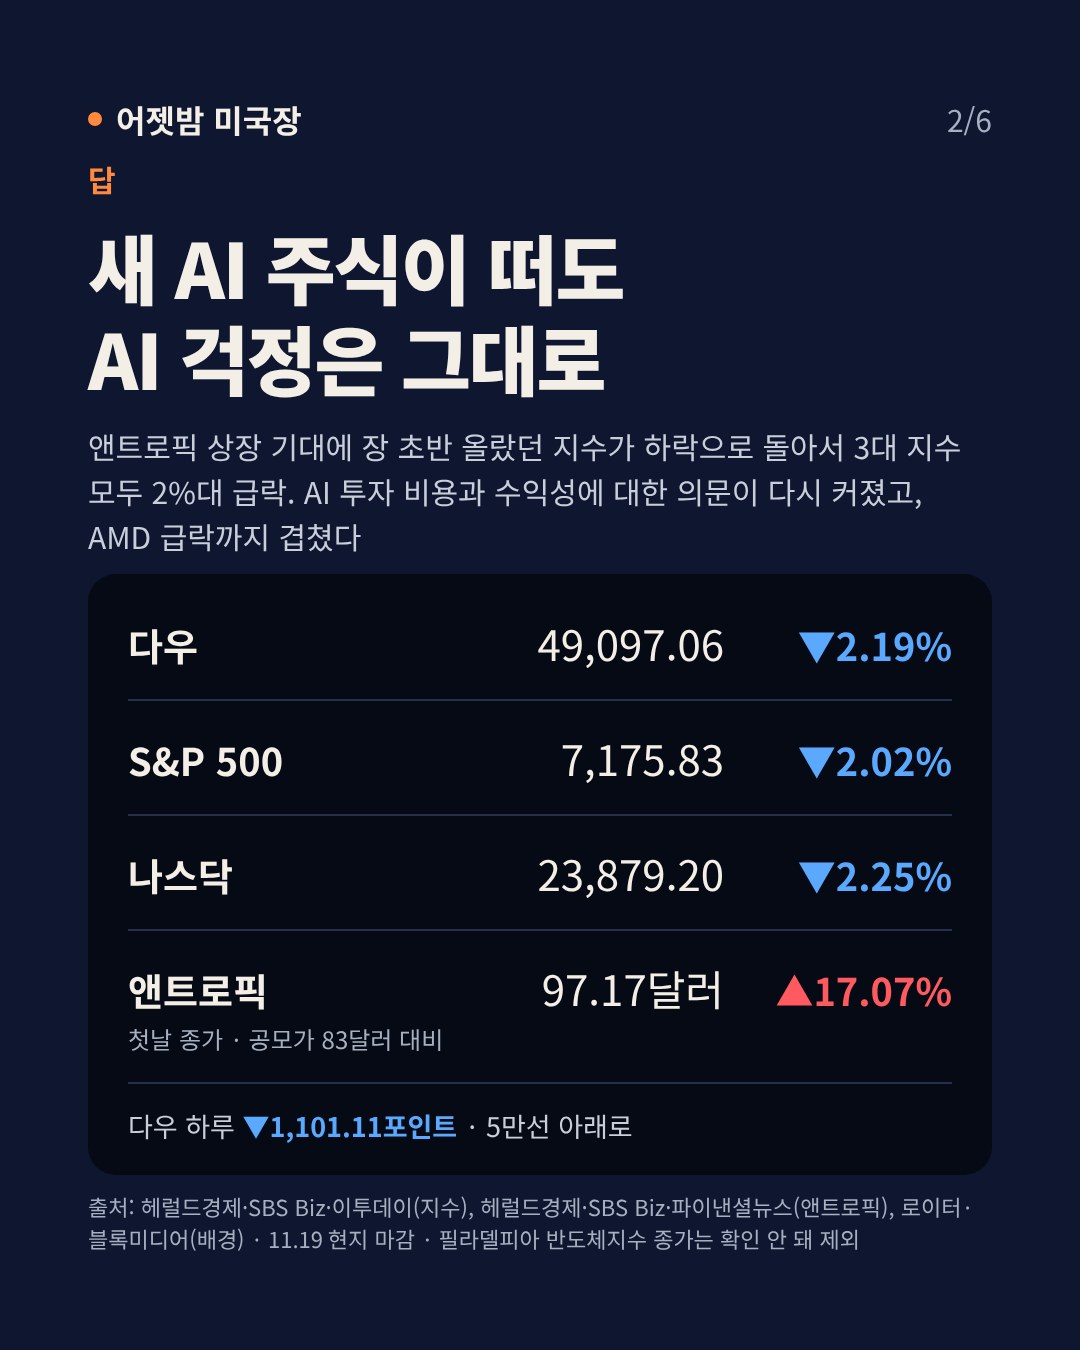 어젯밤 미국장
2/6
답
새 AI 주식이 떠도
AI 걱정은 그대로
앤트로픽 상장 기대에 장 초반 올랐던 지수가 하락으로 돌아서 3대 지수
모두 2%대 급락. AI 투자 비용과 수익성에 대한 의문이 다시 커졌고,
AMD 급락까지 겹쳤다
다우 49,097.06 ▼2.19%
S&P 500 7,175.83 ▼2.02%
나스닥 23,879.20 ▼2.25%
앤트로픽 97.17달러 ▲17.07%
첫날 종가 · 공모가 83달러 대비
다우 하루 ▼1,101.11포인트 · 5만선 아래로
출처: 헤럴드경제·SBS Biz·이투데이(지수), 헤럴드경제·SBS Biz·파이낸셜뉴스(앤트로픽), 로이터·
블록미디어(배경) · 11.19 현지 마감 · 필라델피아 반도체지수 종가는 확인 안 돼 제외